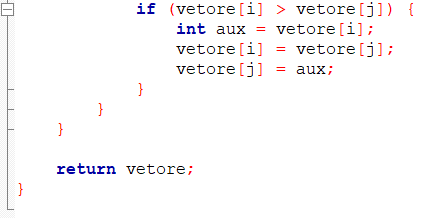 if (vetore[i] > vetore[j]) {
int aux = vetore[i];
vetore[i] = vetore[j];
vetore[j] = aux;
}
}
}
return vetore;
}